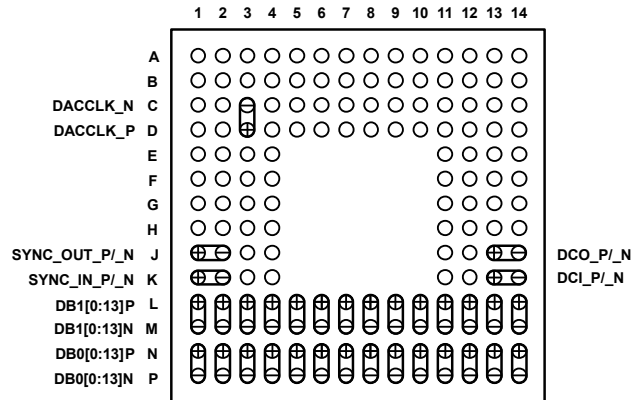 1 2 3 4 5 6 7 8 9 10 11 12 13 14
A
B
DACCLK_N C
DACCLK_P D
E
F
G
H
SYNC_OUT_P/_N J DCO_P/_N
SYNC_IN_P/_N K DCI_P/_N
DB1[0:13]P L
DB1[0:13]N M
DB0[0:13]P N
DB0[0:13]N P